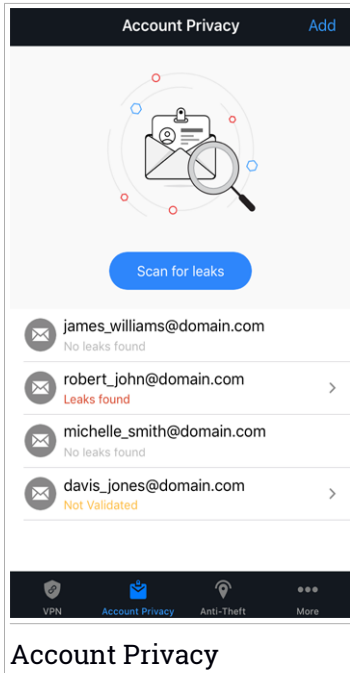 Account Privacy
Add
Scan for leaks
james_williams@domain.com
No leaks found
robert_john@domain.com
Leaks found
michelle_smith@domain.com
No leaks found
davis_jones@domain.com
Not Validated
VPN
Account Privacy
Anti-Theft
More
Account Privacy